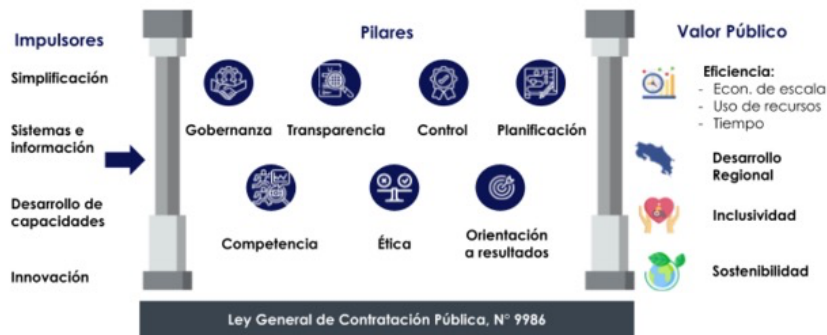 Impulsores
Simplificación
Sistemas e
información
Desarrollo de
capacidades
Innovación
Pilares
Gobernanza
Transparencia
Control
Planificación
Competencia
Ética
Orientación
a resultados
Valor Público
Eficiencia:
- Econ. de escala
- Uso de recursos
- Tiempo
Desarrollo
Regional
Inclusividad
Sostenibilidad
Ley General de Contratación Pública, N° 9986